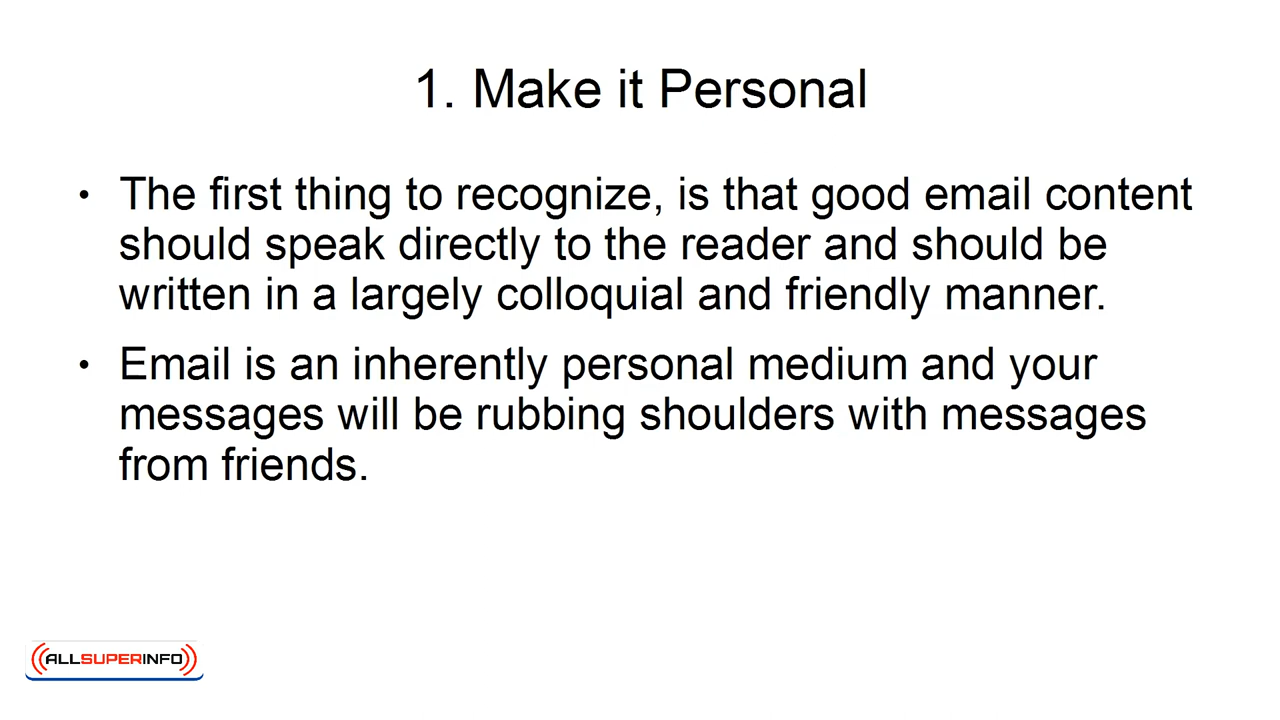 1. Make it Personal
• The first thing to recognize, is that good email content
should speak directly to the reader and should be
written in a largely colloquial and friendly manner.
• Email is an inherently personal medium and your
messages will be rubbing shoulders with messages
from friends.
ALLSUPERINFO